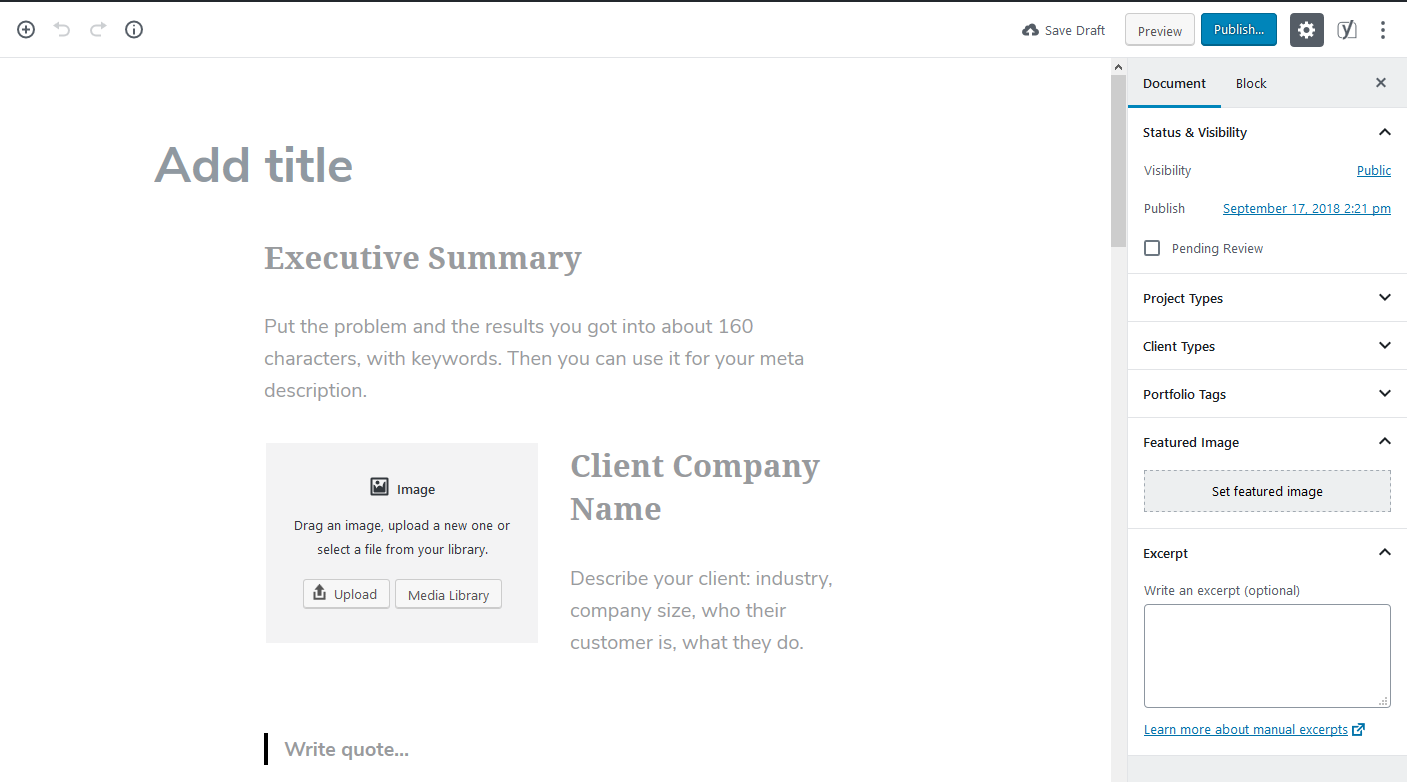 Save Draft
Preview
Publish...
Document
Block
Add title
Executive Summary
Put the problem and the results you got into about 160
characters, with keywords. Then you can use it for your meta
description.
Image
Drag an image, upload a new one or
select a file from your library.
Upload
Media Library
Client Company
Name
Describe your client: industry,
company size, who their
customer is, what they do.
Write quote...
Status & Visibility
Visibility
Public
Publish
September 17, 2018 2:21 pm
Pending Review
Project Types
Client Types
Portfolio Tags
Featured Image
Set featured image
Excerpt
Write an excerpt (optional)
Learn more about manual excerpts